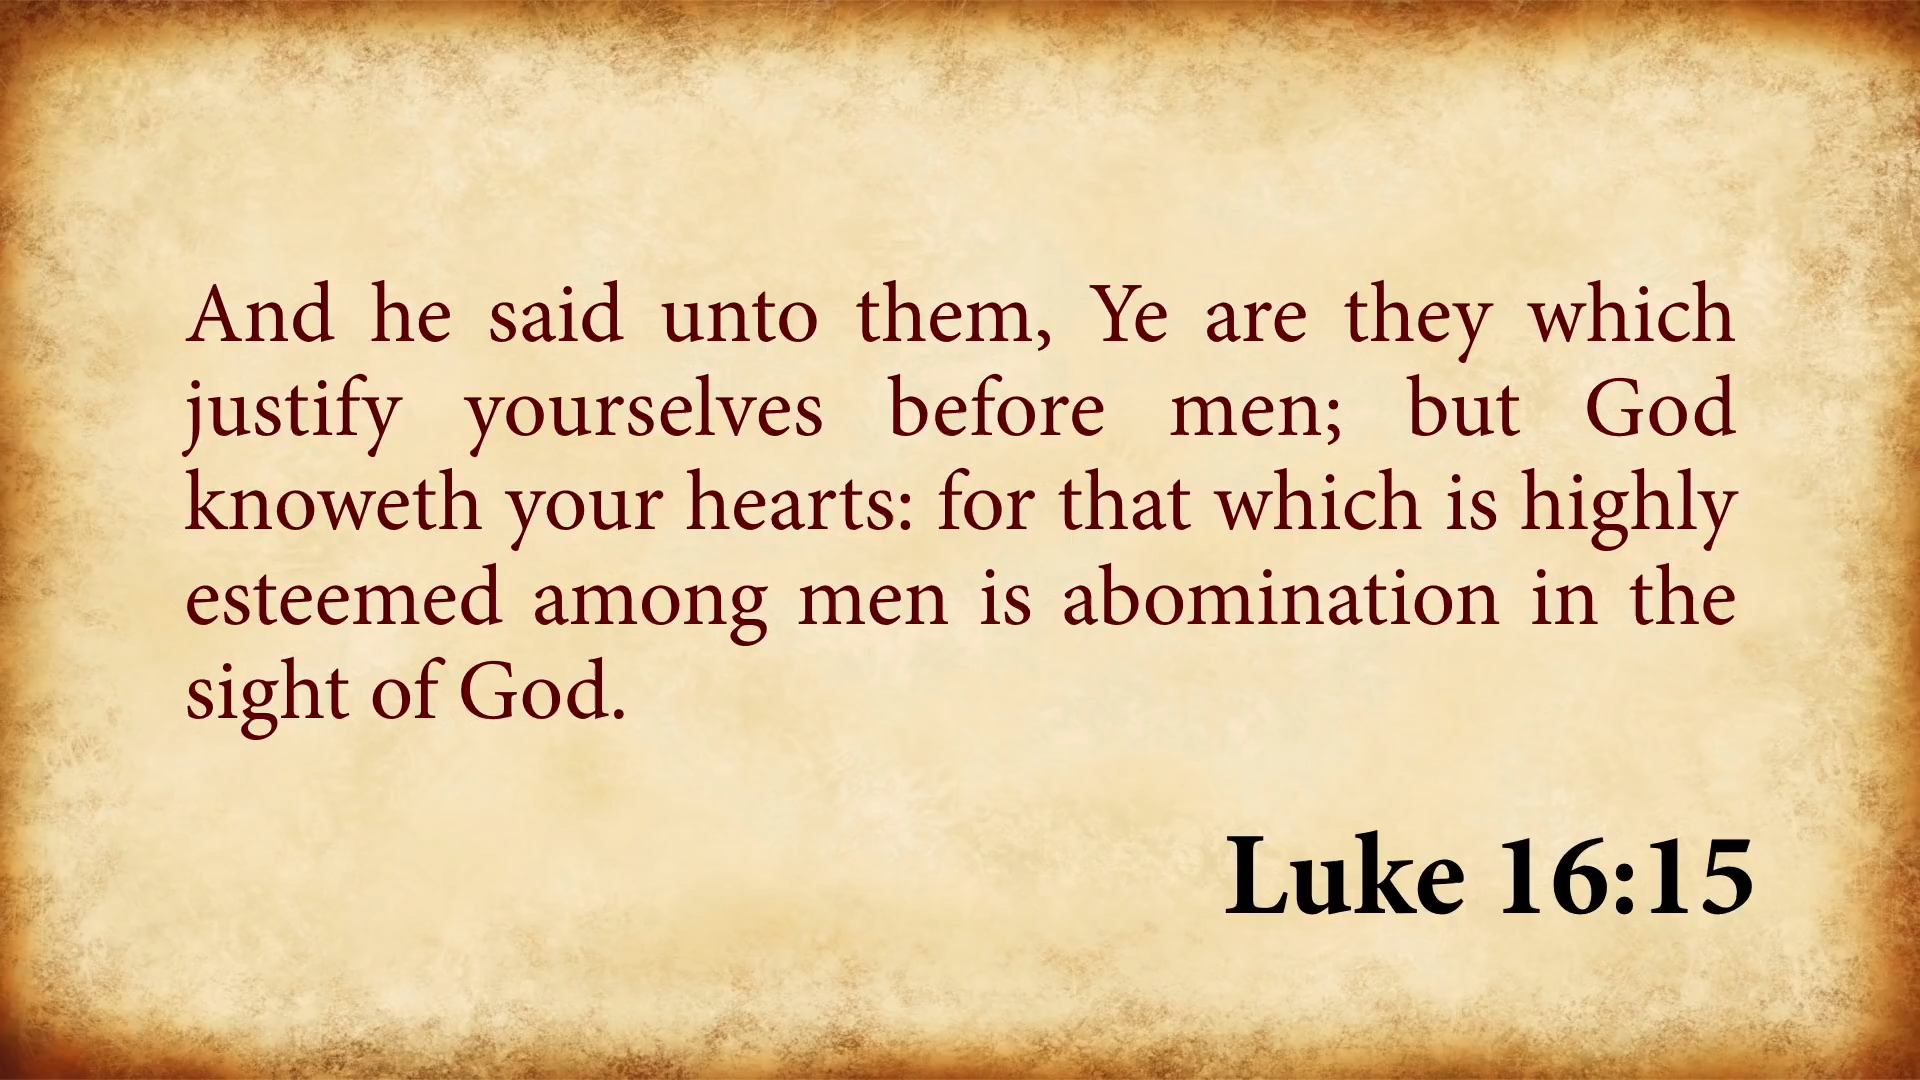 And he said unto them, Ye are they which
justify yourselves before men; but God
knoweth your hearts: for that which is highly
esteemed among men is abomination in the
sight of God.
Luke 16:15